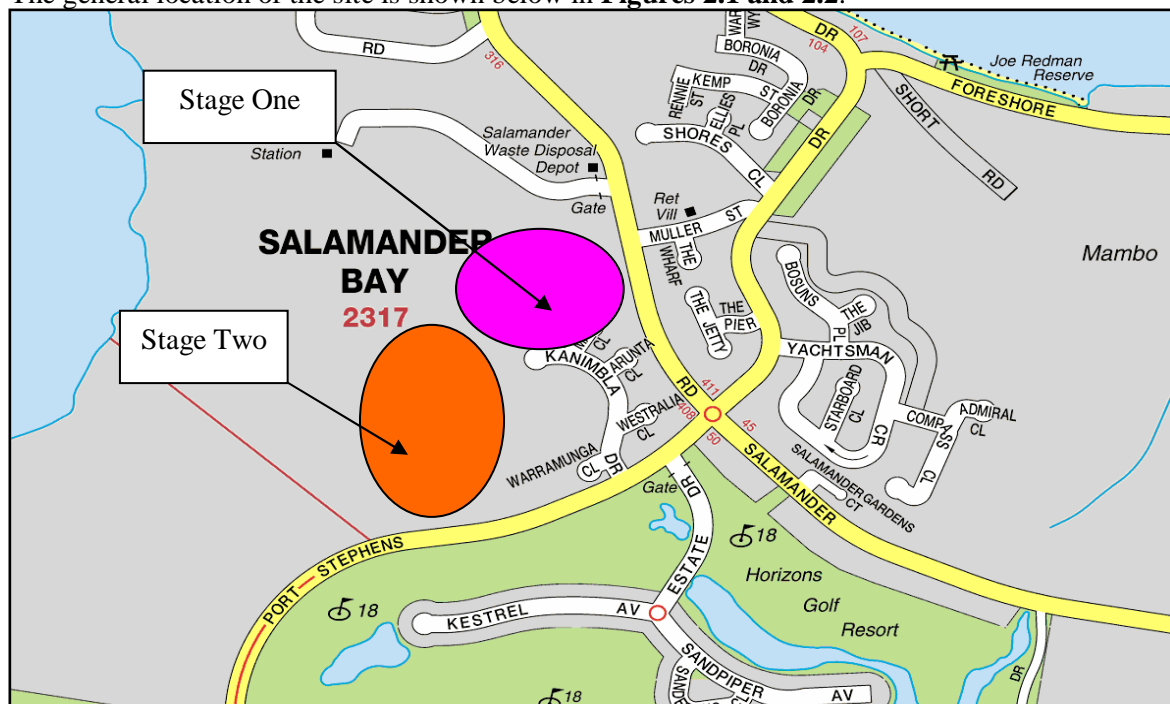 The general location of the site is shown below in Figures 2.1 and 2.2.
RD
316
DR
104
107
WY
BORONIA
DR
KEMP
ST
RENNIE
ST
ELLIES
PL
BORONIA
DR
SHORES
CL
DR
Joe Redman
Reserve
FORESHORE
SHORT
RD
Stage One
Station
Salamander
Waste Disposal
Depot
Gate
Ret
Vill
MULLER
ST
THE
WHARF
Mambo
SALAMANDER
BAY
2317
BOSUNS
PL
THE
JIB
THE
JETTY
THE
PIER
YACHTSMAN
CR
STARBOARD
CL
COMPASS
CL
ADMIRAL
CL
Stage Two
CL
KANIMBLA
DR
ARUNTA
CL
WESTRALIA
CL
WARRAMUNGA
CL
RD
411
408
45
50
SALAMANDER
SALAMANDER GARDENS
CT
Gate
DR
ESTATE
PORT
STEPHENS
18
18
Horizons
Golf
Resort
KESTREL
AV
SANDPIPER
AV
DR
18